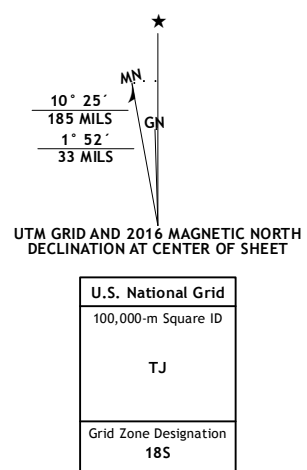 MN
10° 25´
185 MILS
GN
1° 52´
33 MILS
UTM GRID AND 2016 MAGNETIC NORTH
DECLINATION AT CENTER OF SHEET
U.S. National Grid
100,000-m Square ID
TJ
Grid Zone Designation
18S